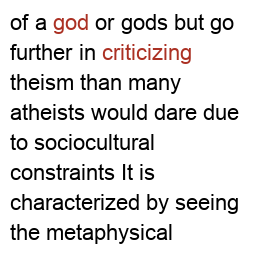 of a god or gods but go
further in criticizing
theism than many
atheists would dare due
to sociocultural
constraints It is
characterized by seeing
the metaphysical